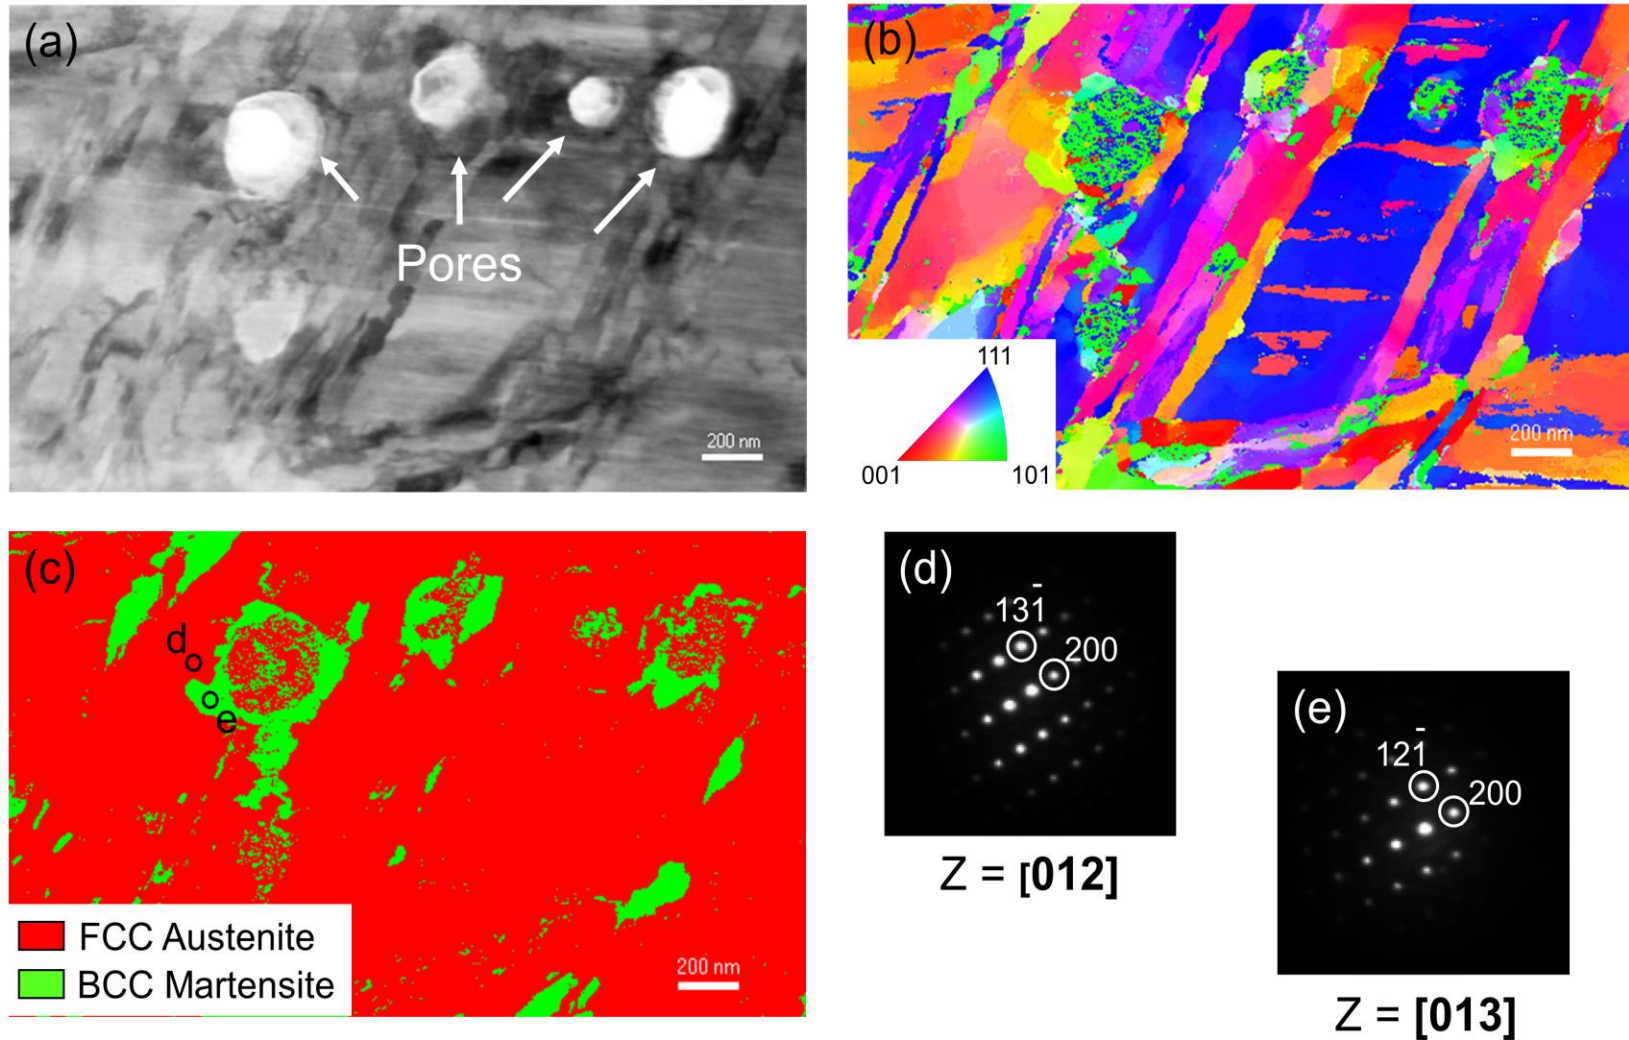 (a)
Pores
200 nm
(b)
111
001
101
200 nm
(c)
d
e
FCC Austenite
BCC Martensite
200 nm
(d)
131̄
200
Z = [012]
(e)
121̄
200
Z = [013]